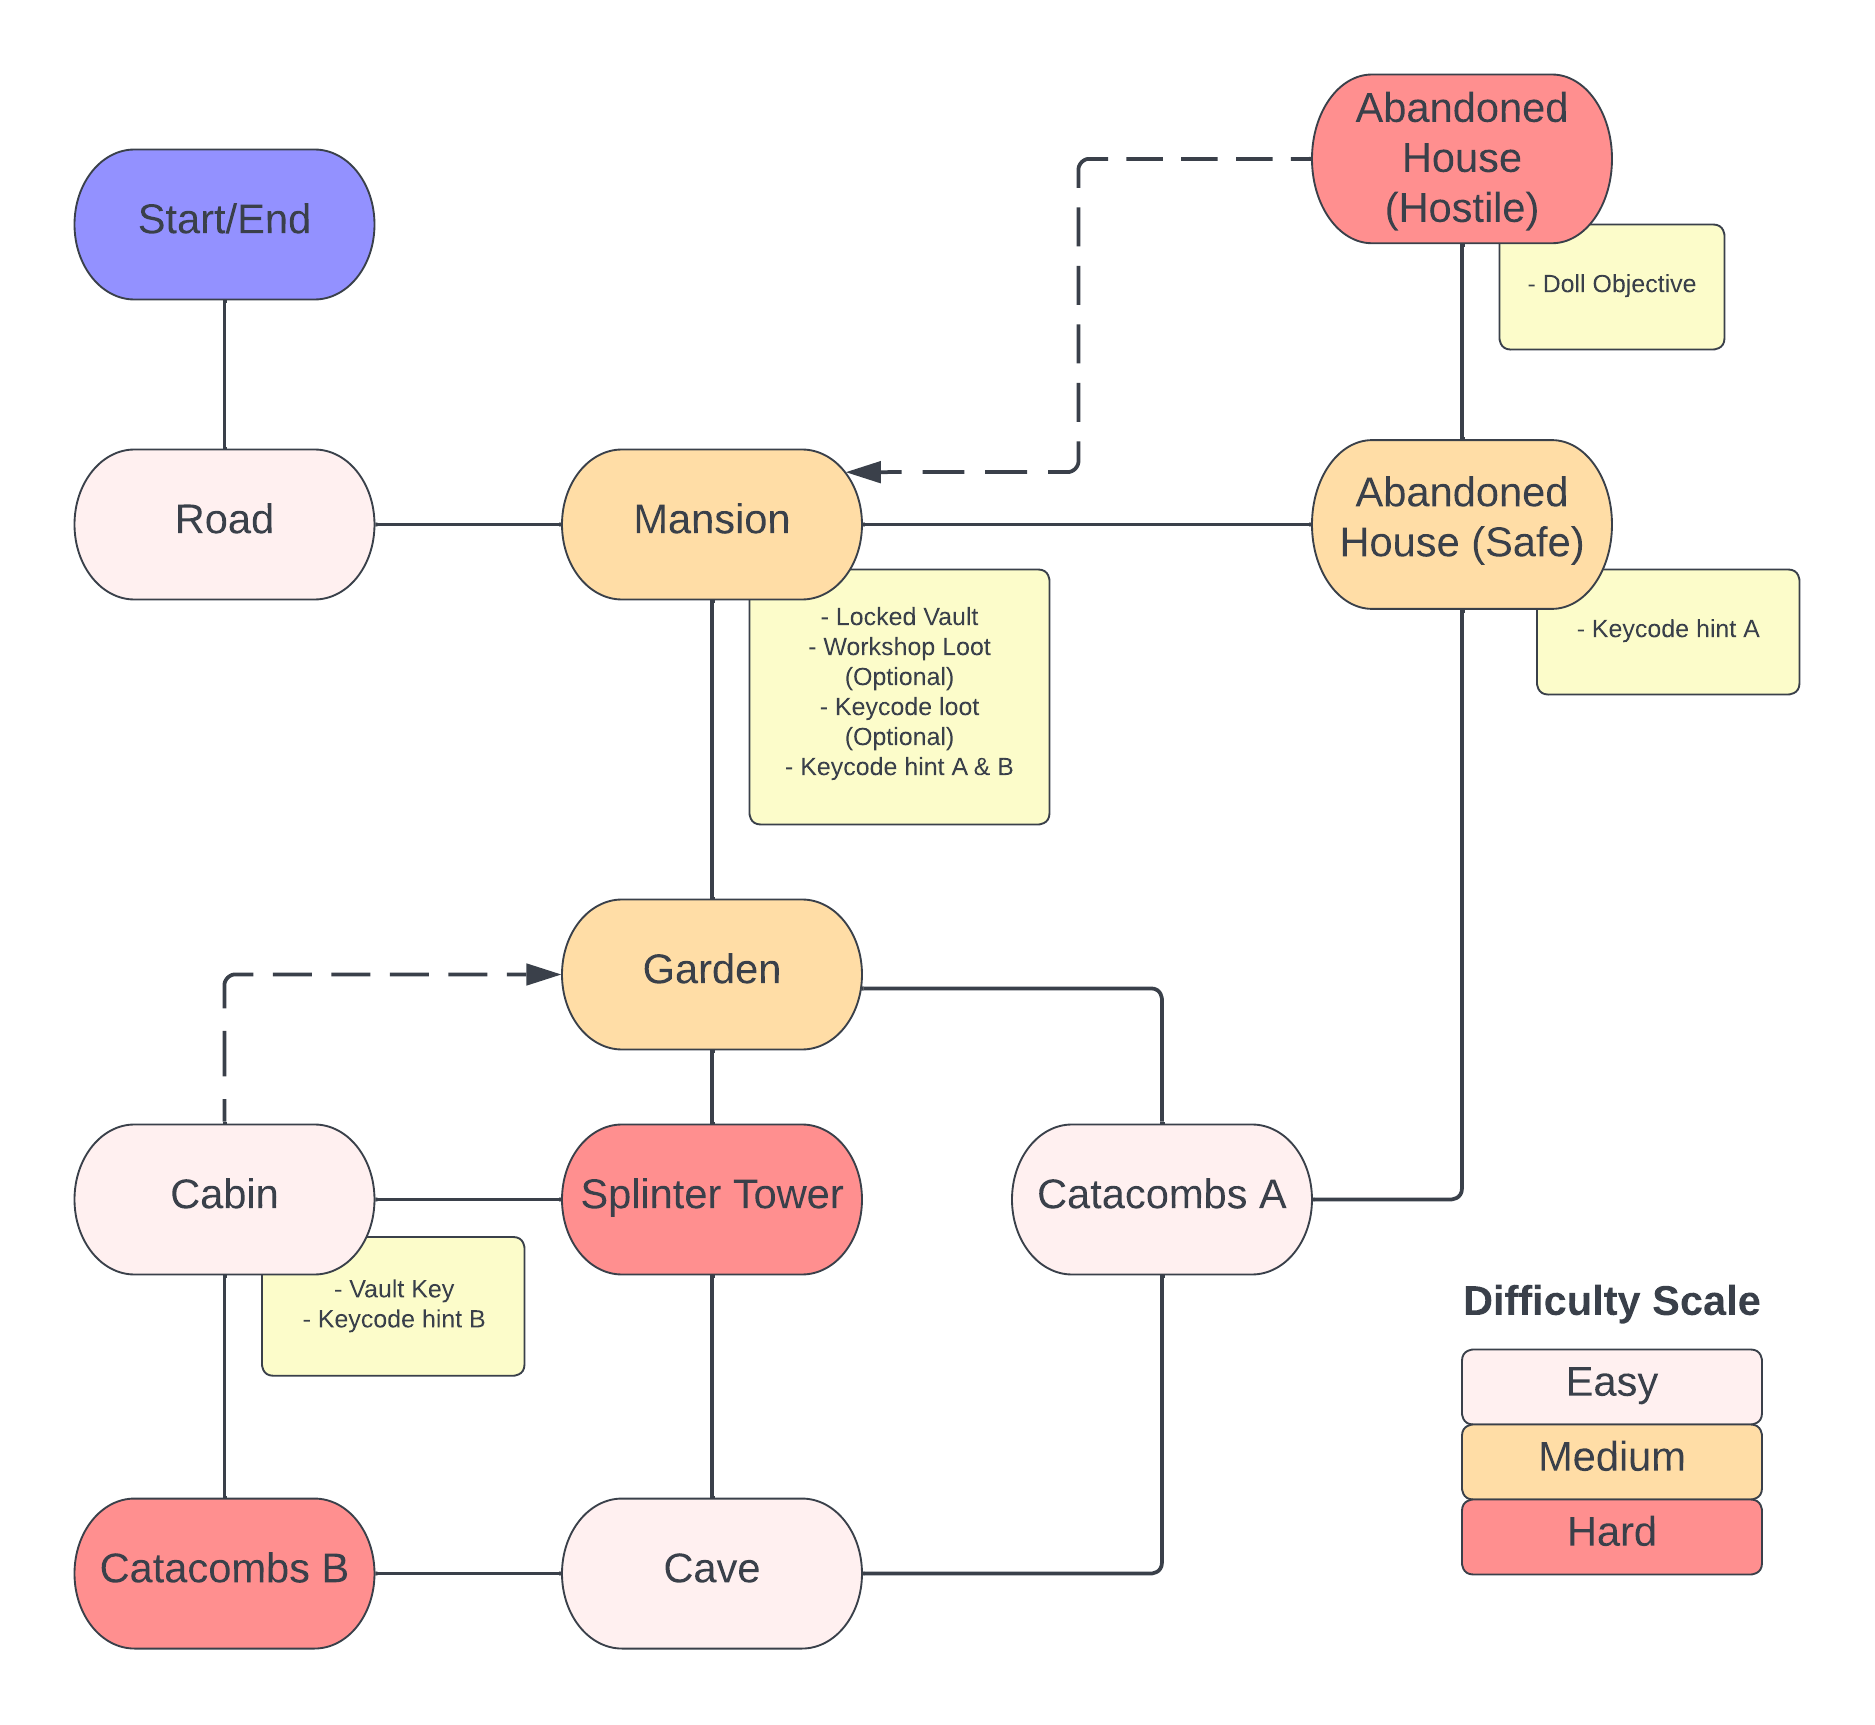 Abandoned
House
(Hostile)
- Doll Objective
Start/End
Road
Mansion
- Locked Vault
- Workshop Loot
(Optional)
- Keycode loot
(Optional)
- Keycode hint A & B
Abandoned
House (Safe)
- Keycode hint A
Garden
Cabin
- Vault Key
- Keycode hint B
Splinter Tower
Catacombs A
Catacombs B
Cave
Difficulty Scale
Easy
Medium
Hard